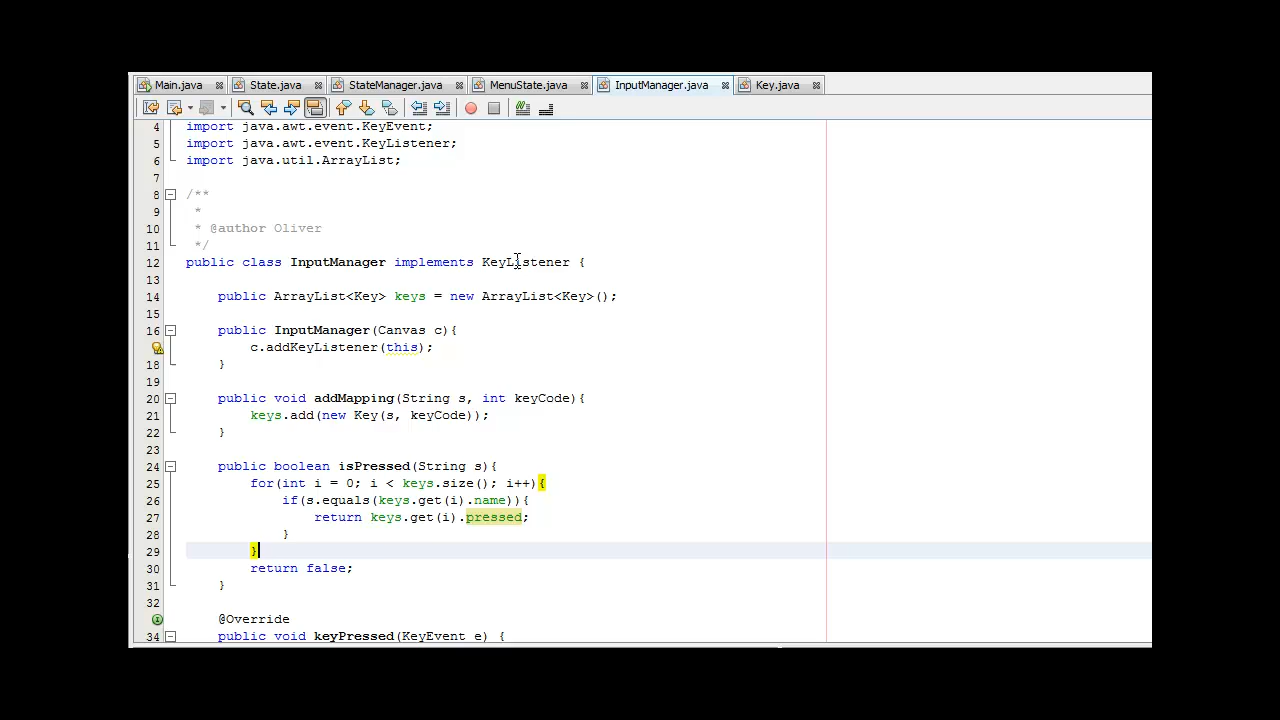 Main.java State.java StateManager.java MenuState.java InputManager.java Key.java
4 import java.awt.event.KeyEvent;
5 import java.awt.event.KeyListener;
6 import java.util.ArrayList;
7
8 /**
9 *
10 * @author Oliver
11 */
12 public class InputManager implements KeyListener {
13
14 public ArrayList<Key> keys = new ArrayList<Key>();
15
16 public InputManager(Canvas c){
c.addKeyListener(this);
18 }
19
20 public void addMapping(String s, int keyCode){
21 keys.add(new Key(s, keyCode));
22 }
23
24 public boolean isPressed(String s){
25 for(int i = 0; i < keys.size(); i++){
26 if(s.equals(keys.get(i).name)){
27 return keys.get(i).pressed;
28 }
29 }
30 return false;
31 }
32
@Override
34 public void keyPressed(KeyEvent e) {